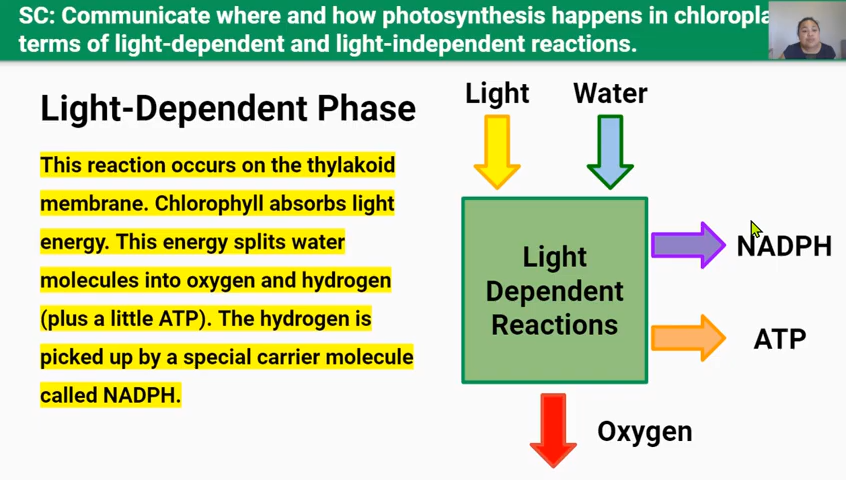 SC: Communicate where and how photosynthesis happens in
terms of light-dependent and light-independent reactions.
Light-Dependent Phase
This reaction occurs on the thylakoid
membrane. Chlorophyll absorbs light
energy. This energy splits water
molecules into oxygen and hydrogen
(plus a little ATP). The hydrogen is
picked up by a special carrier molecule
called NADPH.
Light
Water
Light
Dependent
Reactions
NADPH
ATP
Oxygen